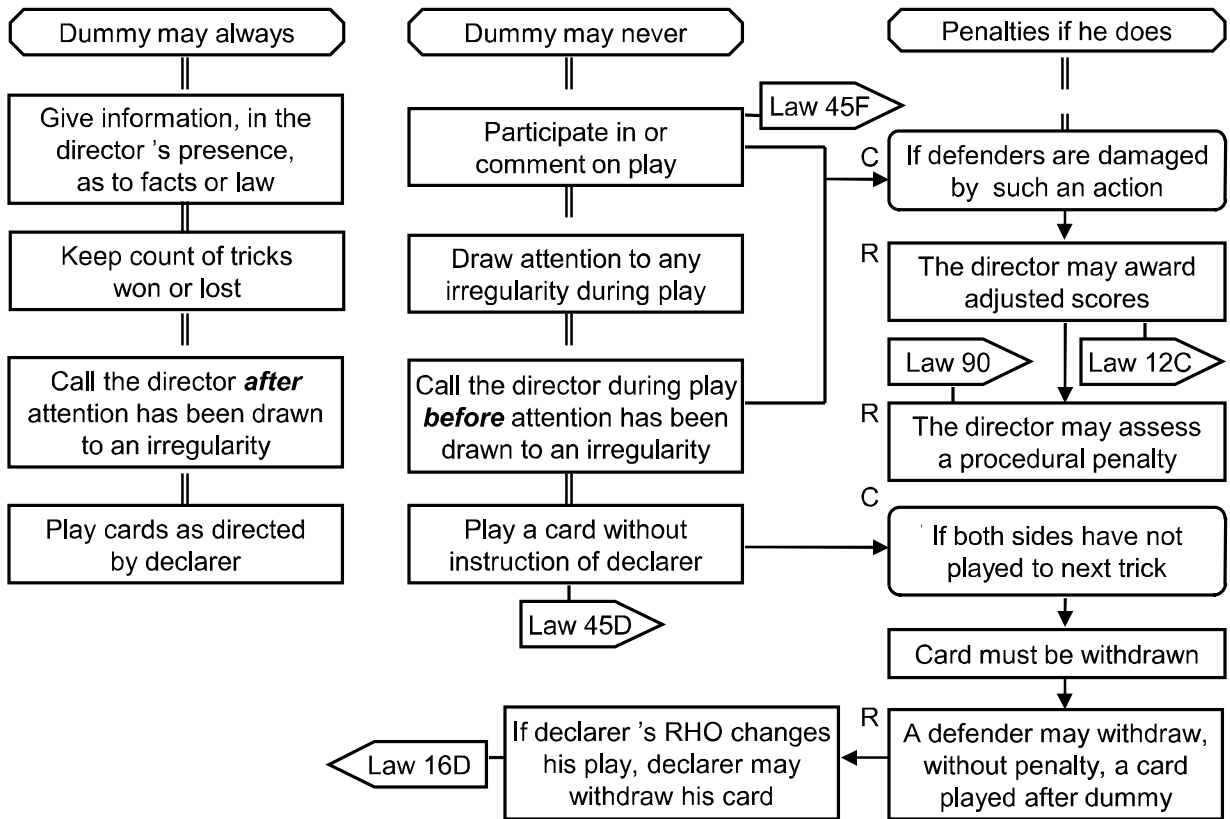 Dummy may always
Give information, in the
director 's presence,
as to facts or law
Keep count of tricks
won or lost
Call the director after
attention has been drawn
to an irregularity
Play cards as directed
by declarer
Dummy may never
Law 45F
Participate in or
comment on play
Draw attention to any
irregularity during play
Call the director during play
before attention has been
drawn to an irregularity
Play a card without
instruction of declarer
Law 45D
Penalties if he does
C
If defenders are damaged
by such an action
R
The director may award
adjusted scores
Law 90
Law 12C
R
The director may assess
a procedural penalty
C
If both sides have not
played to next trick
Card must be withdrawn
R
A defender may withdraw,
without penalty, a card
played after dummy
If declarer 's RHO changes
his play, declarer may
withdraw his card
Law 16D